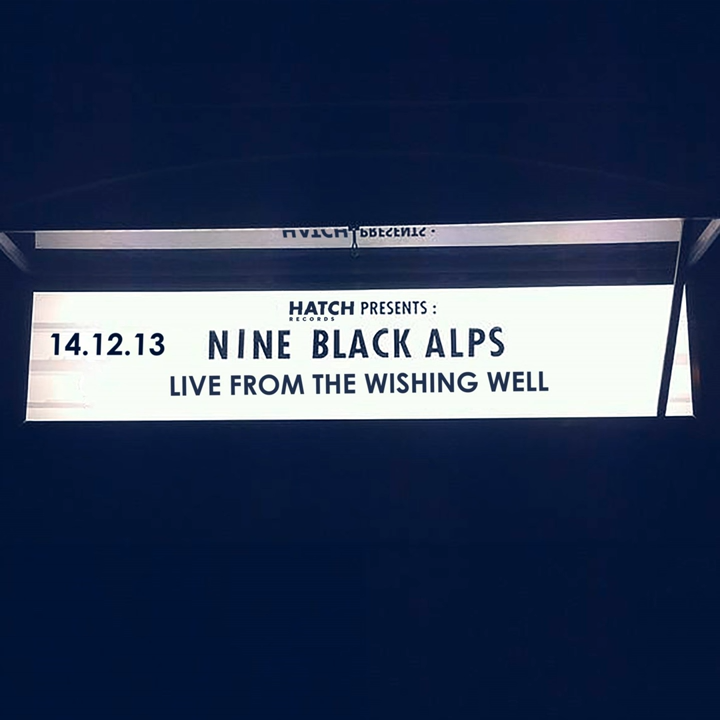 HATCH PRESENTS :
RECORDS
14.12.13 NINE BLACK ALPS
LIVE FROM THE WISHING WELL